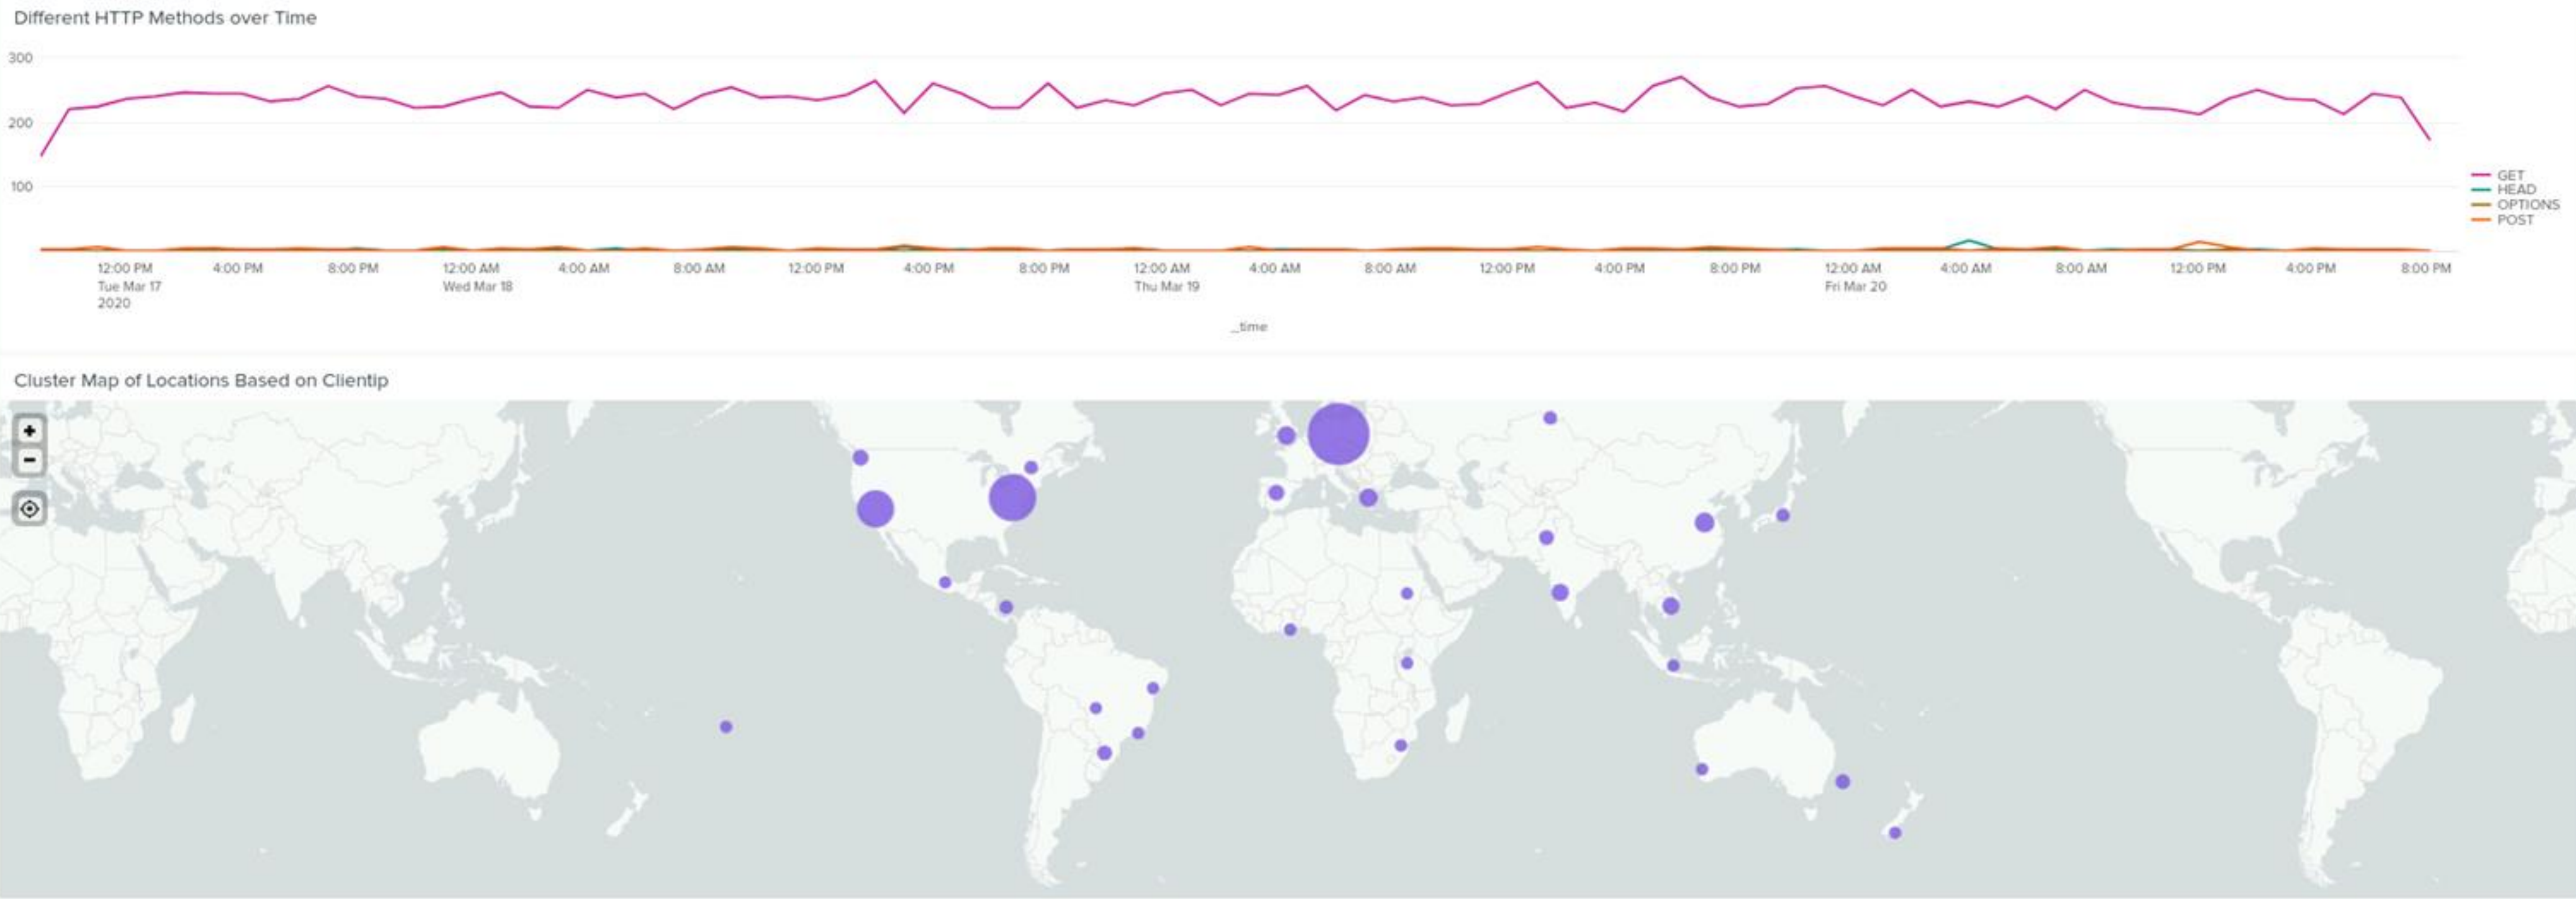 Different HTTP Methods over Time
300
200
100
GET
HEAD
OPTIONS
POST
12:00 PM 4:00 PM 8:00 PM 12:00 AM 4:00 AM 8:00 AM 12:00 PM 4:00 PM 8:00 PM 12:00 AM 4:00 AM 8:00 AM 12:00 PM 4:00 PM 8:00 PM 12:00 AM 4:00 AM 8:00 AM 12:00 PM 4:00 PM 8:00 PM
Tue Mar 17 Wed Mar 18 Thu Mar 19 Fri Mar 20
2020
_time
Cluster Map of Locations Based on Clientip
+
−